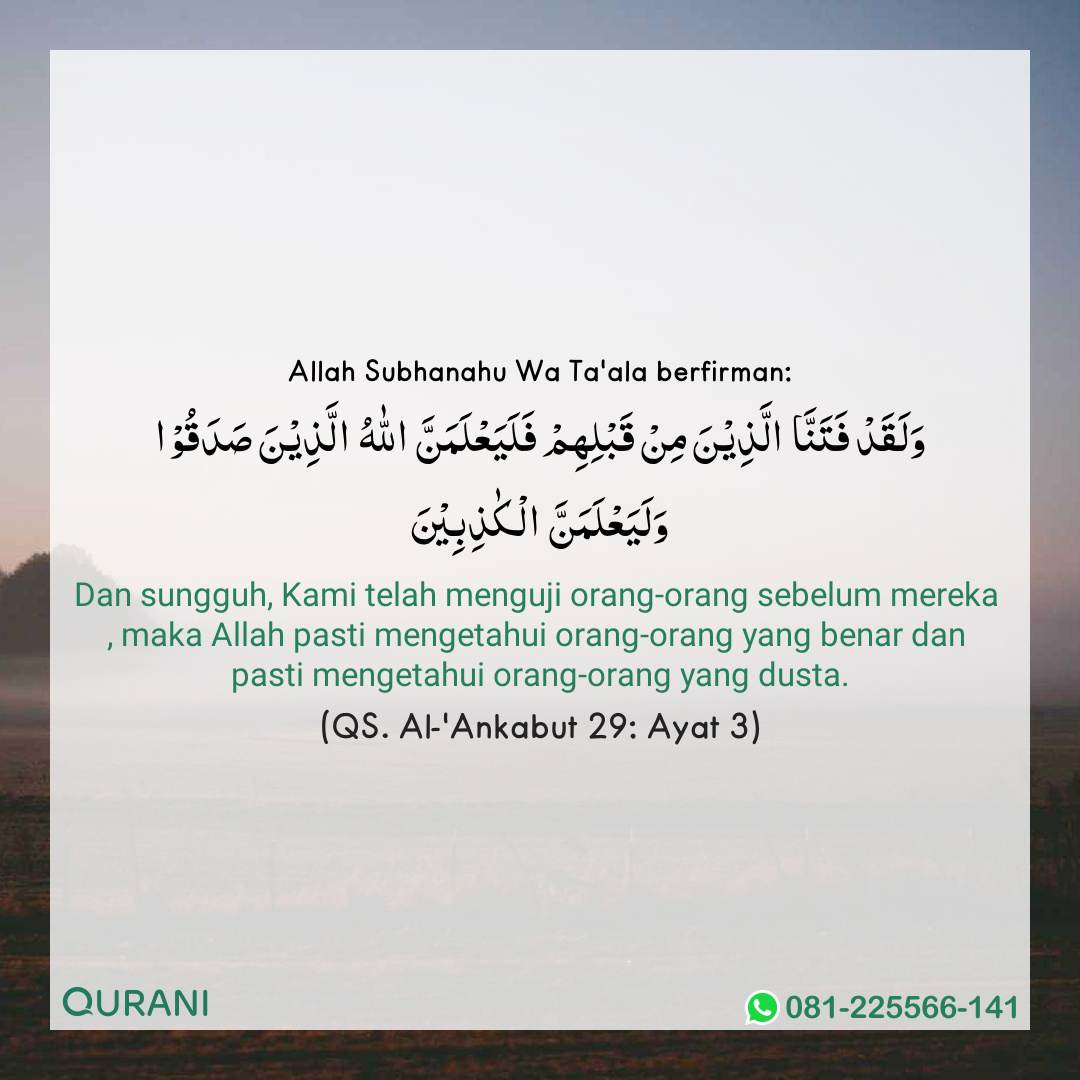 Allah Subhanahu Wa Ta'ala berfirman:
وَلَقَدْ فَتَنَّا الَّذِيْنَ مِنْ قَبْلِهِمْ فَلَيَعْلَمَنَّ اللّٰهُ الَّذِيْنَ صَدَقُوْا
وَلَيَعْلَمَنَّ الْكٰذِبِيْنَ
Dan sungguh, Kami telah menguji orang-orang sebelum mereka
, maka Allah pasti mengetahui orang-orang yang benar dan
pasti mengetahui orang-orang yang dusta.
(QS. Al-'Ankabut 29: Ayat 3)
QURANI
081-225566-141